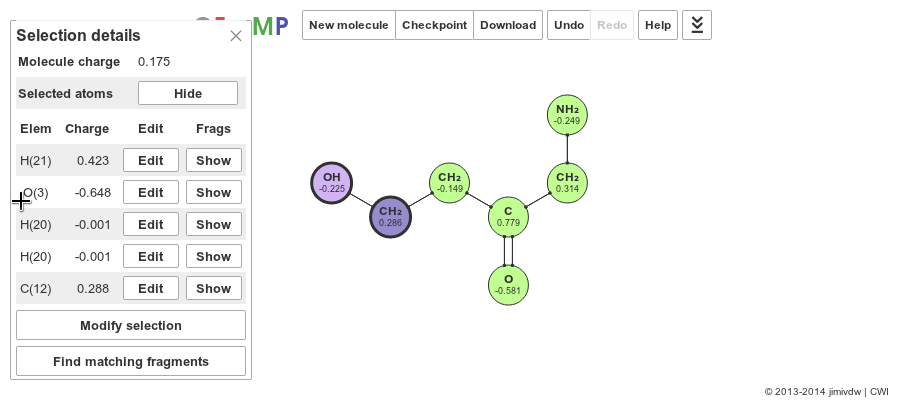 MP
New molecule Checkpoint Download Undo Redo Help
Selection details
Molecule charge 0.175
Selected atoms Hide
Elem Charge Edit Frags
H(21) 0.423 Edit Show
O(3) -0.648 Edit Show
H(20) -0.001 Edit Show
H(20) -0.001 Edit Show
C(12) 0.288 Edit Show
Modify selection
Find matching fragments
NH₂
-0.249
OH
-0.225
CH₂
-0.149
CH₂
0.314
CH₂
0.286
C
0.779
O
-0.581
© 2013-2014 jimivdw | CWI